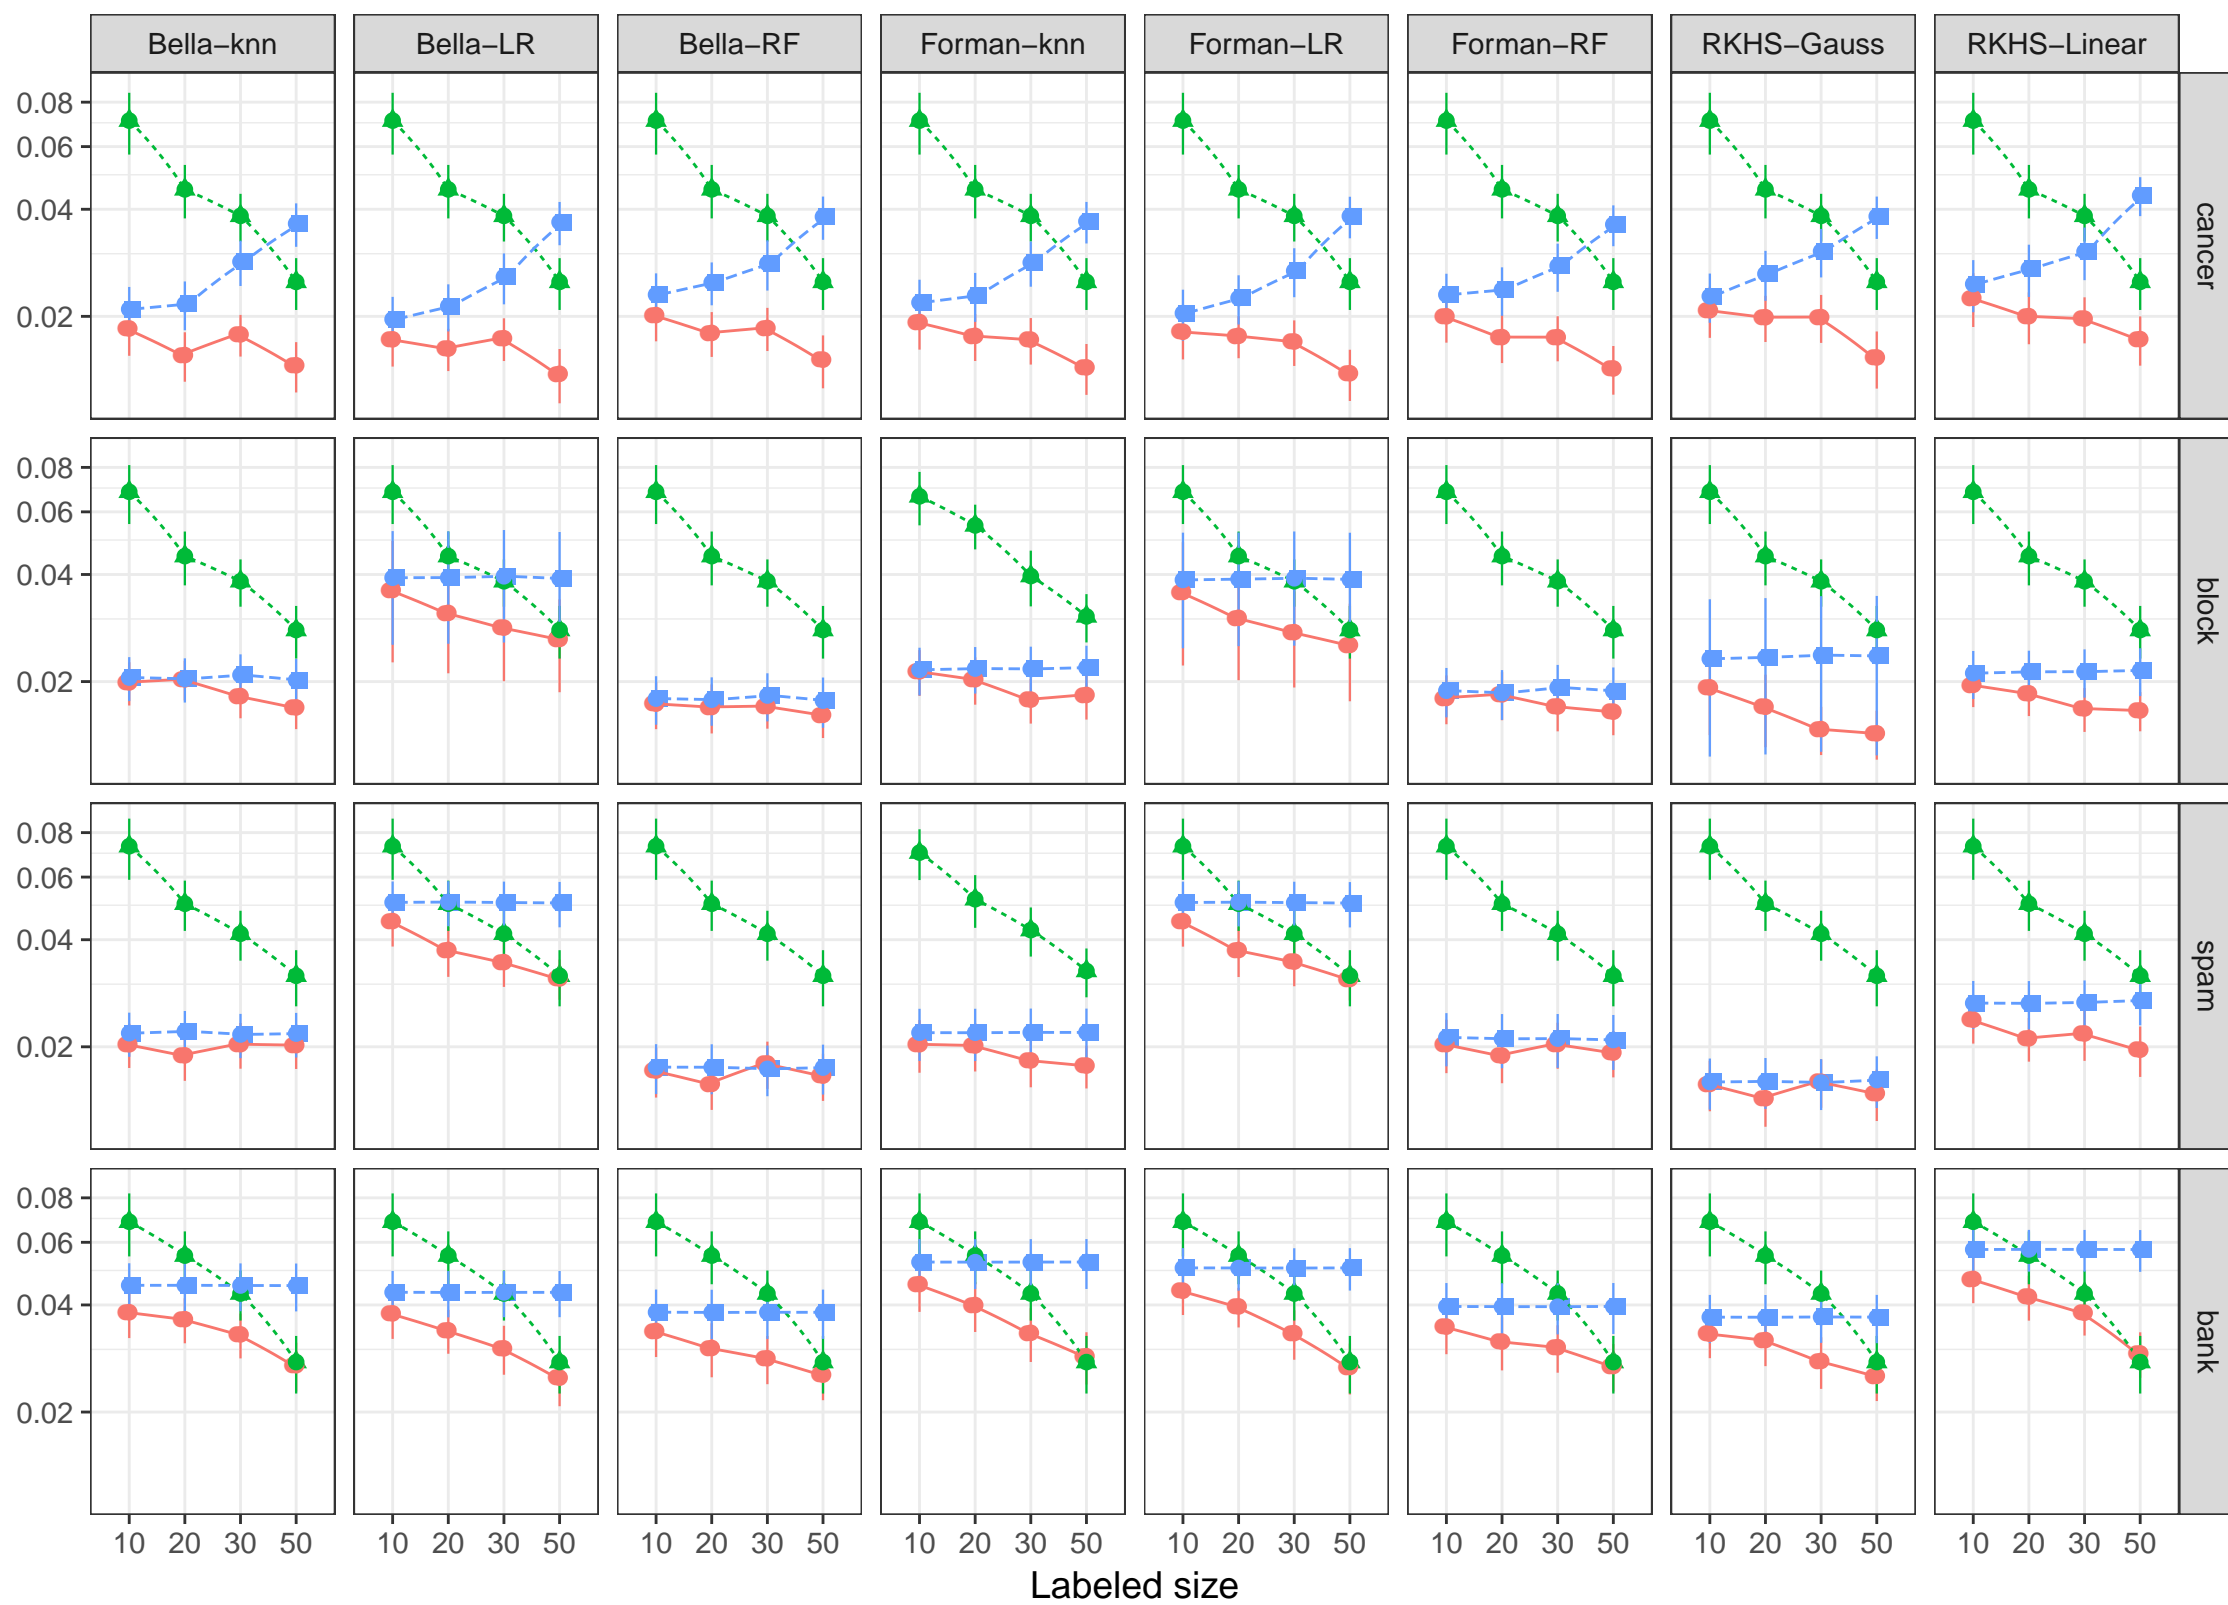 Bella−knn Bella−LR Bella−RF Forman−knn Forman−LR Forman−RF RKHS−Gauss RKHS−Linear
0.08
0.06
0.04
0.02
cancer
0.08
0.06
0.04
0.02
block
0.08
0.06
0.04
0.02
spam
0.08
0.06
0.04
0.02
bank
10 20 30 50 10 20 30 50 10 20 30 50 10 20 30 50 10 20 30 50 10 20 30 50 10 20 30 50 10 20 30 50
Labeled size